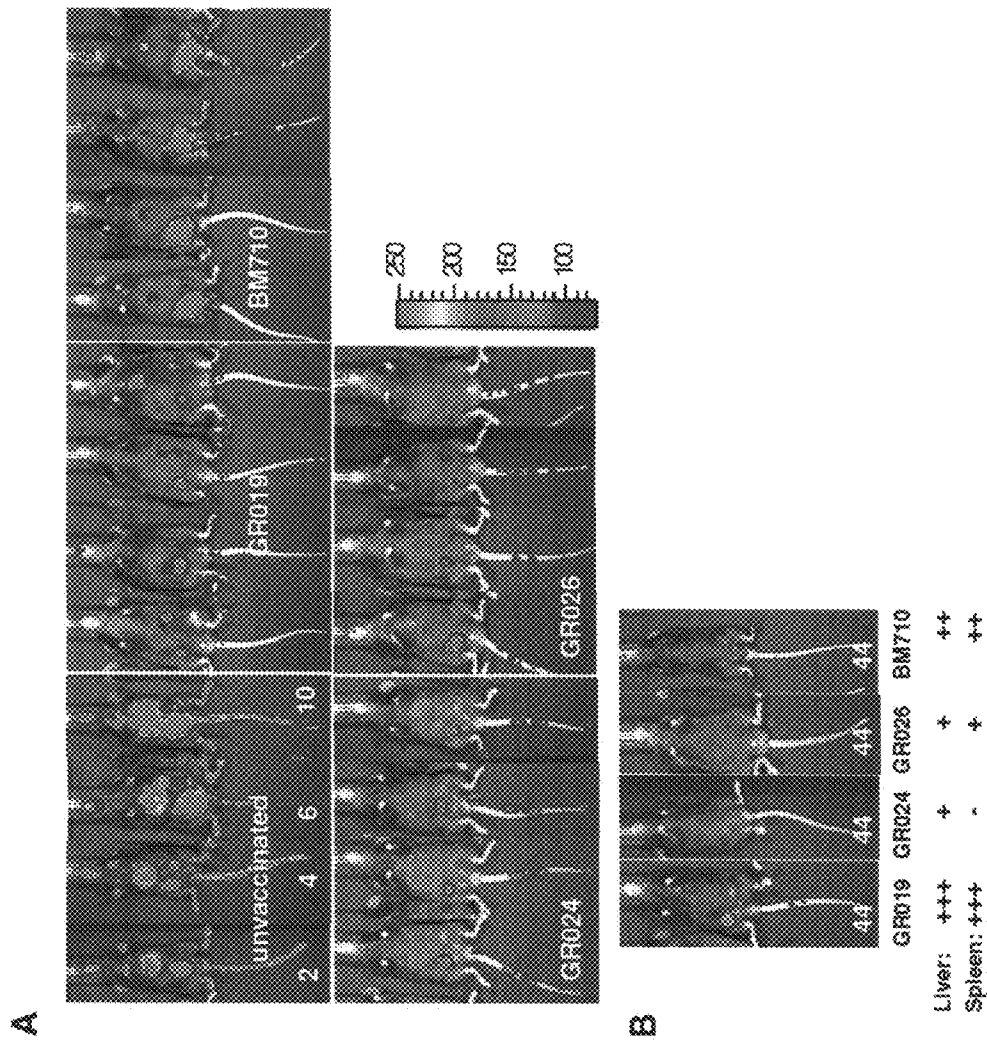 A
unvaccinated
2 4 6 10
GR019
BM710
GR024
GR026
250
200
150
100
B
44 44 44 44
GR019 GR024 GR026 BM710
Liver: +++ + + ++
Spleen: +++ - + ++